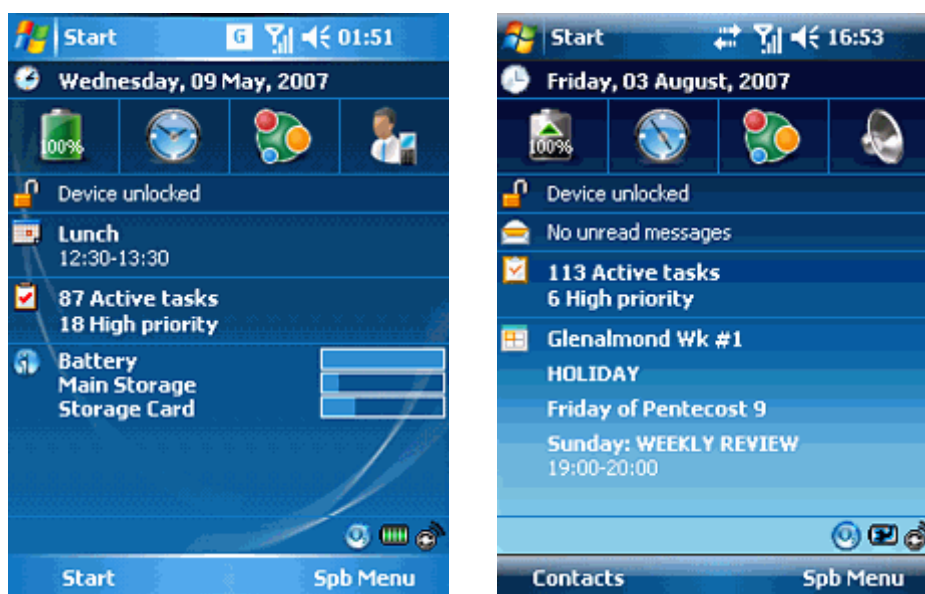 Start
G
01:51
Wednesday, 09 May, 2007
100%
Device unlocked
Lunch
12:30-13:30
87 Active tasks
18 High priority
Battery
Main Storage
Storage Card
Start
Spb Menu
Start
16:53
Friday, 03 August, 2007
100%
Device unlocked
No unread messages
113 Active tasks
6 High priority
Glenalmond Wk #1
HOLIDAY
Friday of Pentecost 9
Sunday: WEEKLY REVIEW
19:00-20:00
Contacts
Spb Menu